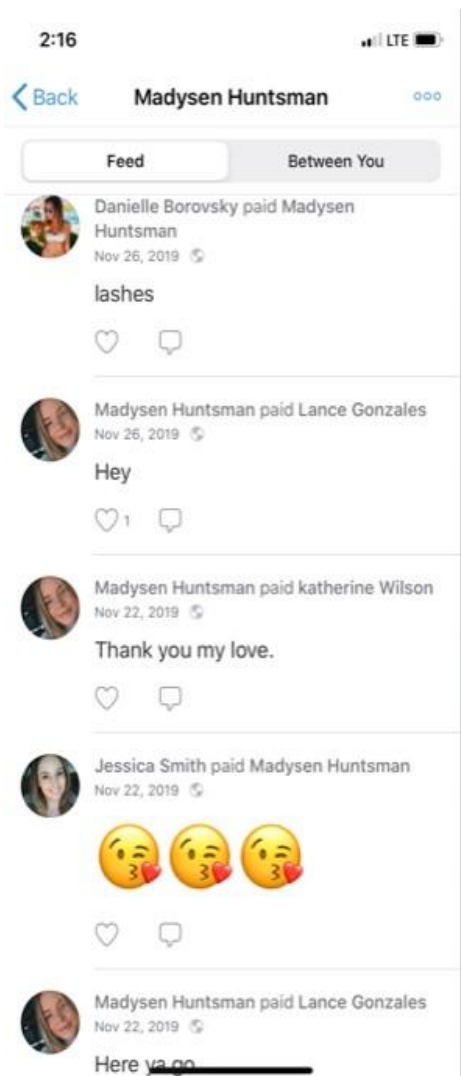 2:16 LTE
Back Madysen Huntsman
Feed Between You
Danielle Borovsky paid Madysen
Huntsman
Nov 26, 2019
lashes
Madysen Huntsman paid Lance Gonzales
Nov 26, 2019
Hey
1
Madysen Huntsman paid katherine Wilson
Nov 22, 2019
Thank you my love.
Jessica Smith paid Madysen Huntsman
Nov 22, 2019
Madysen Huntsman paid Lance Gonzales
Nov 22, 2019
Here ya go